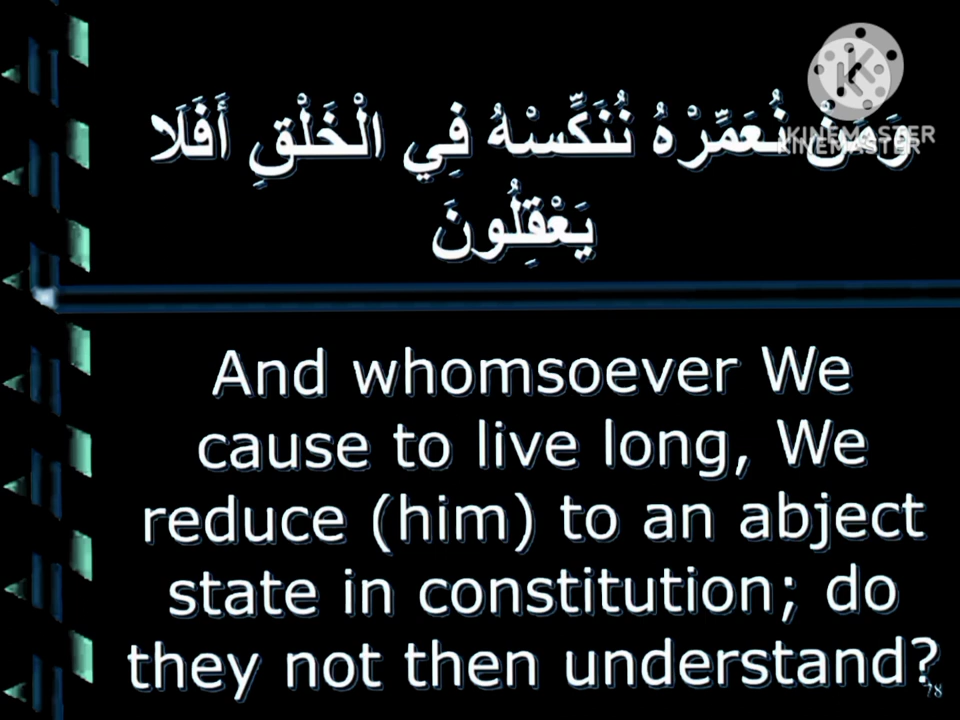 KINEMASTER
KINEMASTER
وَمَنْ نُعَمِّرْهُ نُنَكِّسْهُ فِي الْخَلْقِ أَفَلَا
يَعْقِلُونَ
And whomsoever We
cause to live long, We
reduce (him) to an abject
state in constitution; do
they not then understand?
78